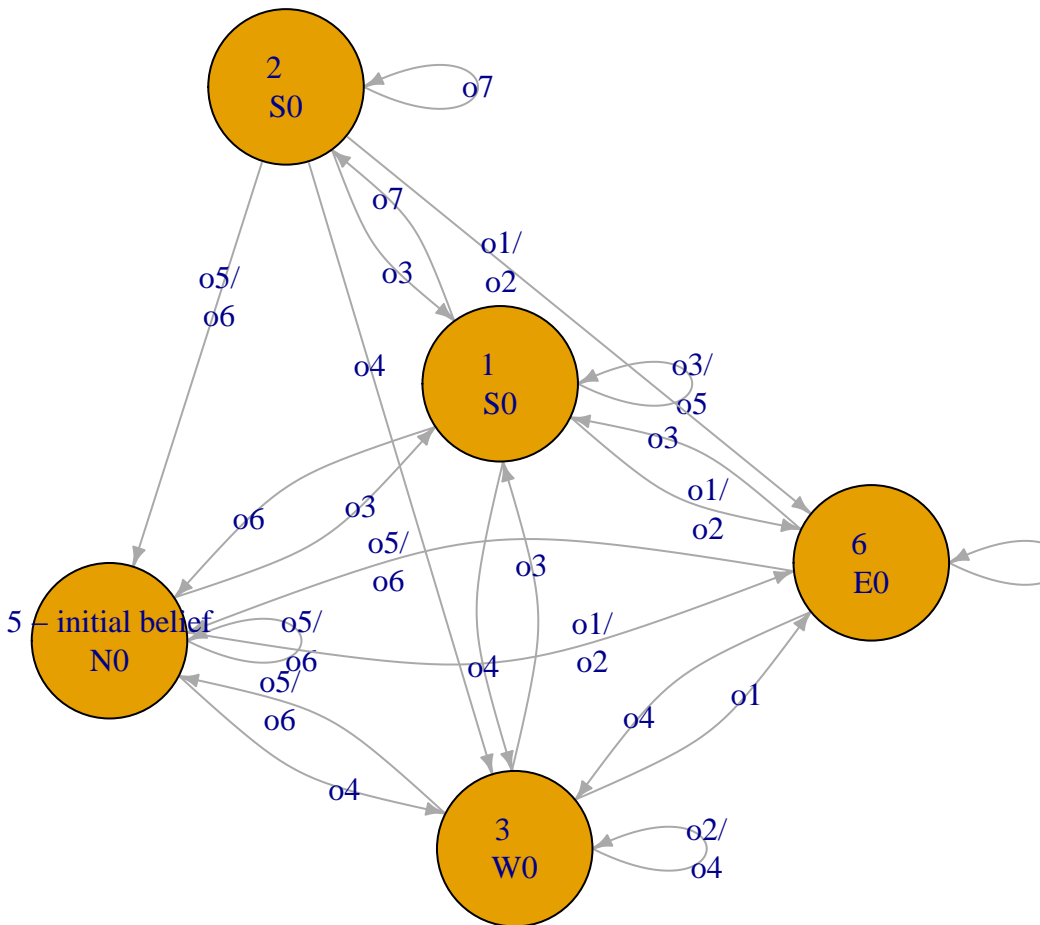 2
S0
o7
o7
o1/
o2
o3
o5/
o6
o4
1
S0
o3/
o5
o3
o1/
o2
o6
o3
o5/
o6
o3
6
E0
5 – initial belief
N0
o5/
o6
o1/
o2
o4
o5/
o6
o1
o4
o4
3
W0
o2/
o4